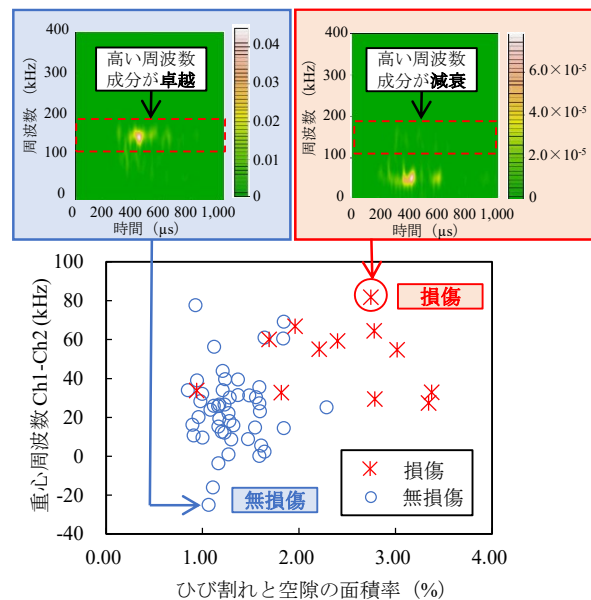 400
300
200
100
0
周波数 (kHz)
高い周波数
成分が卓越
0.04
0.03
0.02
0.01
0
0 200 400 600 800 1,000
時間 (μs)
400
300
200
100
0
周波数 (kHz)
高い周波数
成分が減衰
6.0×10⁻⁵
4.0×10⁻⁵
2.0×10⁻⁵
0
0 200 400 600 800 1000
時間 (μs)
100
80
60
40
20
0
-20
-40
重心周波数 Ch1-Ch2 (kHz)
損傷
無損傷
損傷
無損傷
0.00 1.00 2.00 3.00 4.00
ひび割れと空隙の面積率 (%)